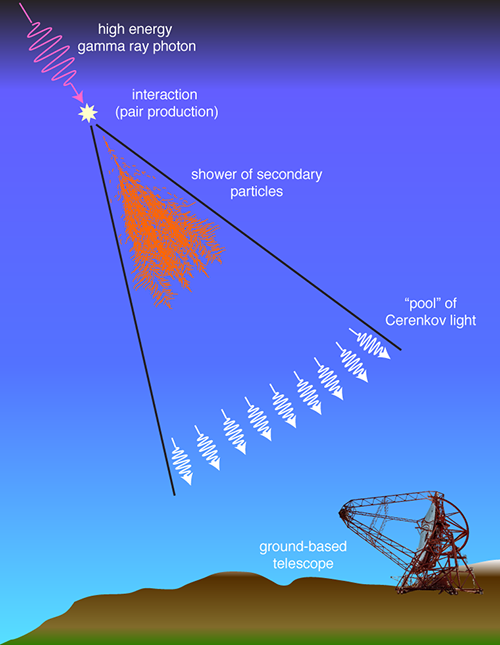 high energy
gamma ray photon
interaction
(pair production)
shower of secondary
particles
“pool” of
Cerenkov light
ground-based
telescope